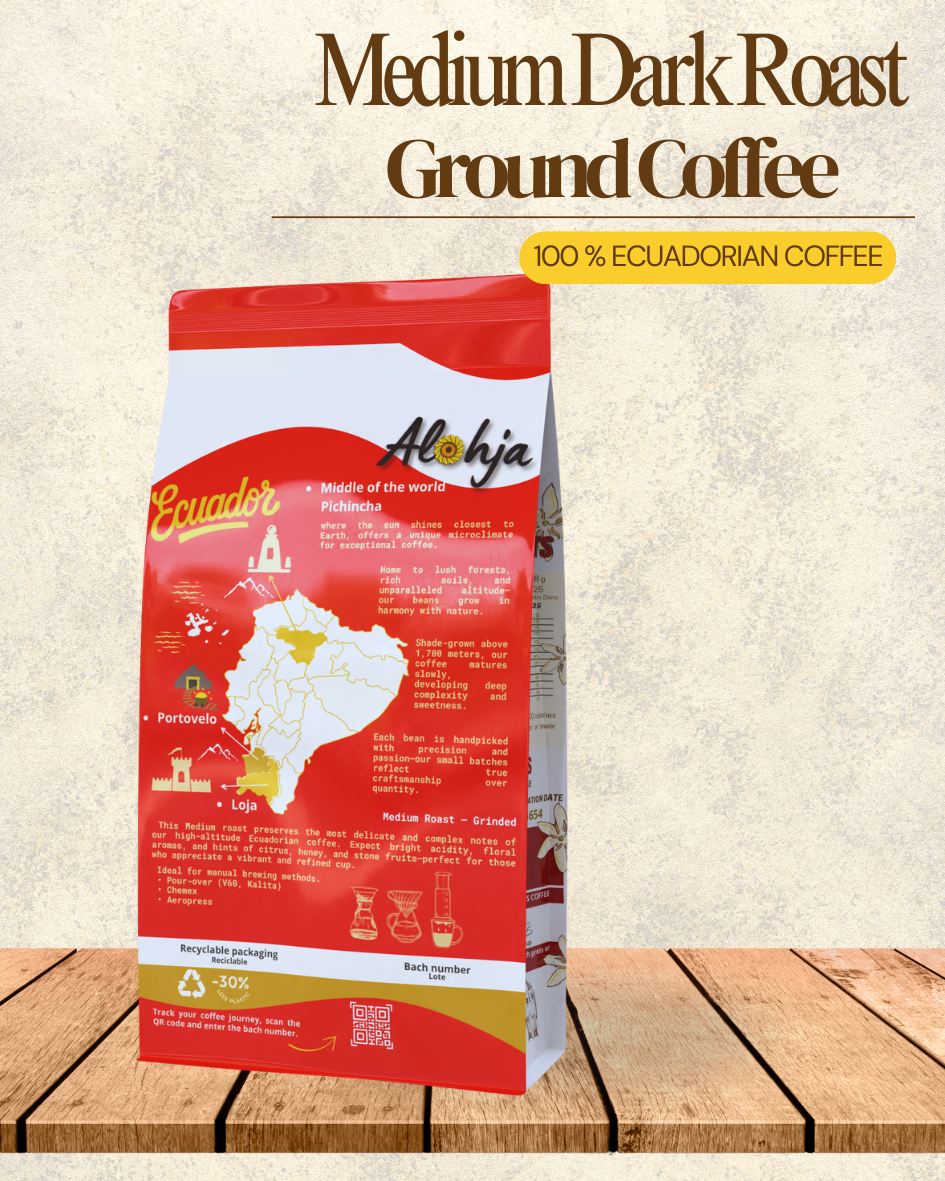 Medium Dark Roast
Ground Coffee
100 % ECUADORIAN COFFEE
Alohja
Ecuador
• Middle of the world
Pichincha
where the sun shines closest to
Earth, offers a unique microclimate
for exceptional coffee.
Home to lush forests,
rich soils, and
unparalleled altitude—
our beans grow in
harmony with nature.
Shade-grown above
1,700 meters, our
coffee matures
slowly,
developing deep
complexity and
sweetness.
• Portovelo
Each bean is handpicked
with precision and
passion—our small batches
reflect true
craftsmanship over
quantity.
• Loja
Medium Roast — Grinded
This Medium roast preserves the most delicate and complex notes of
our high-altitude Ecuadorian coffee. Expect bright acidity, floral
aromas, and hints of citrus, honey, and stone fruits—perfect for those
who appreciate a vibrant and refined cup.
Ideal for manual brewing methods.
• Pour-over (V60, Kalita)
• Chemex
• Aeropress
Recyclable packaging
Reciclable
-30%
LESS PLASTIC
Bach number
Lote
Track your coffee journey, scan the
QR code and enter the bach number.
DATE
654
COFFEE